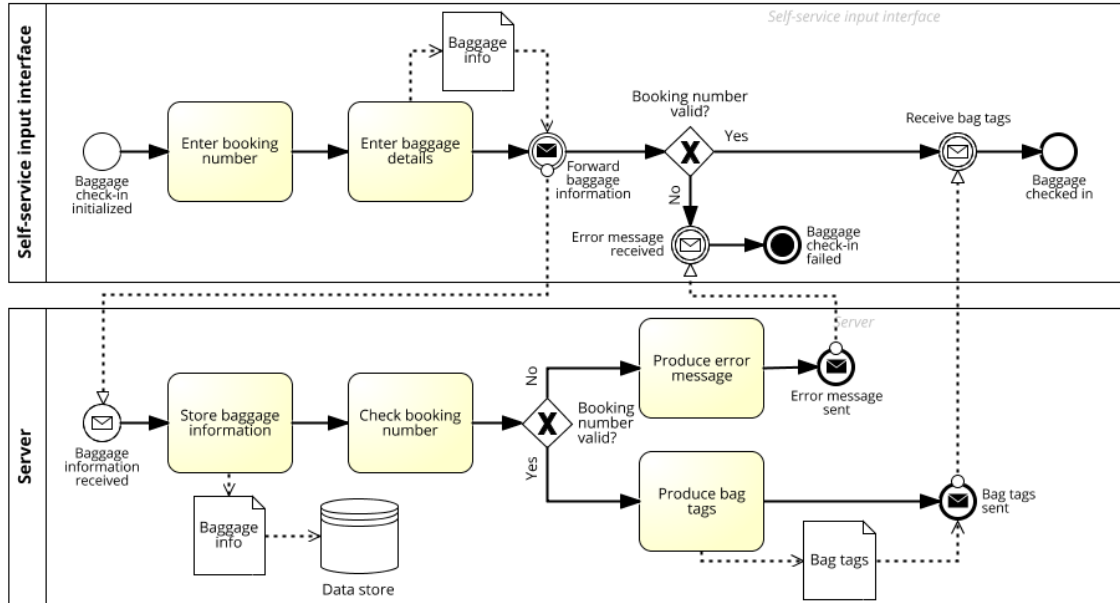 Self-service input interface
Self-service input interface
Baggage
info
Booking number
valid?
Receive bag tags
Enter booking
number
Enter baggage
details
Yes
Baggage
check-in
initialized
Forward
baggage
information
Baggage
checked in
No
Error message
received
Baggage
check-in
failed
Server
Server
Produce error
message
No
Error message
sent
Store baggage
information
Check booking
number
Booking
number
valid?
Baggage
information
received
Yes
Produce bag
tags
Bag tags
sent
Baggage
info
Bag tags
Data store